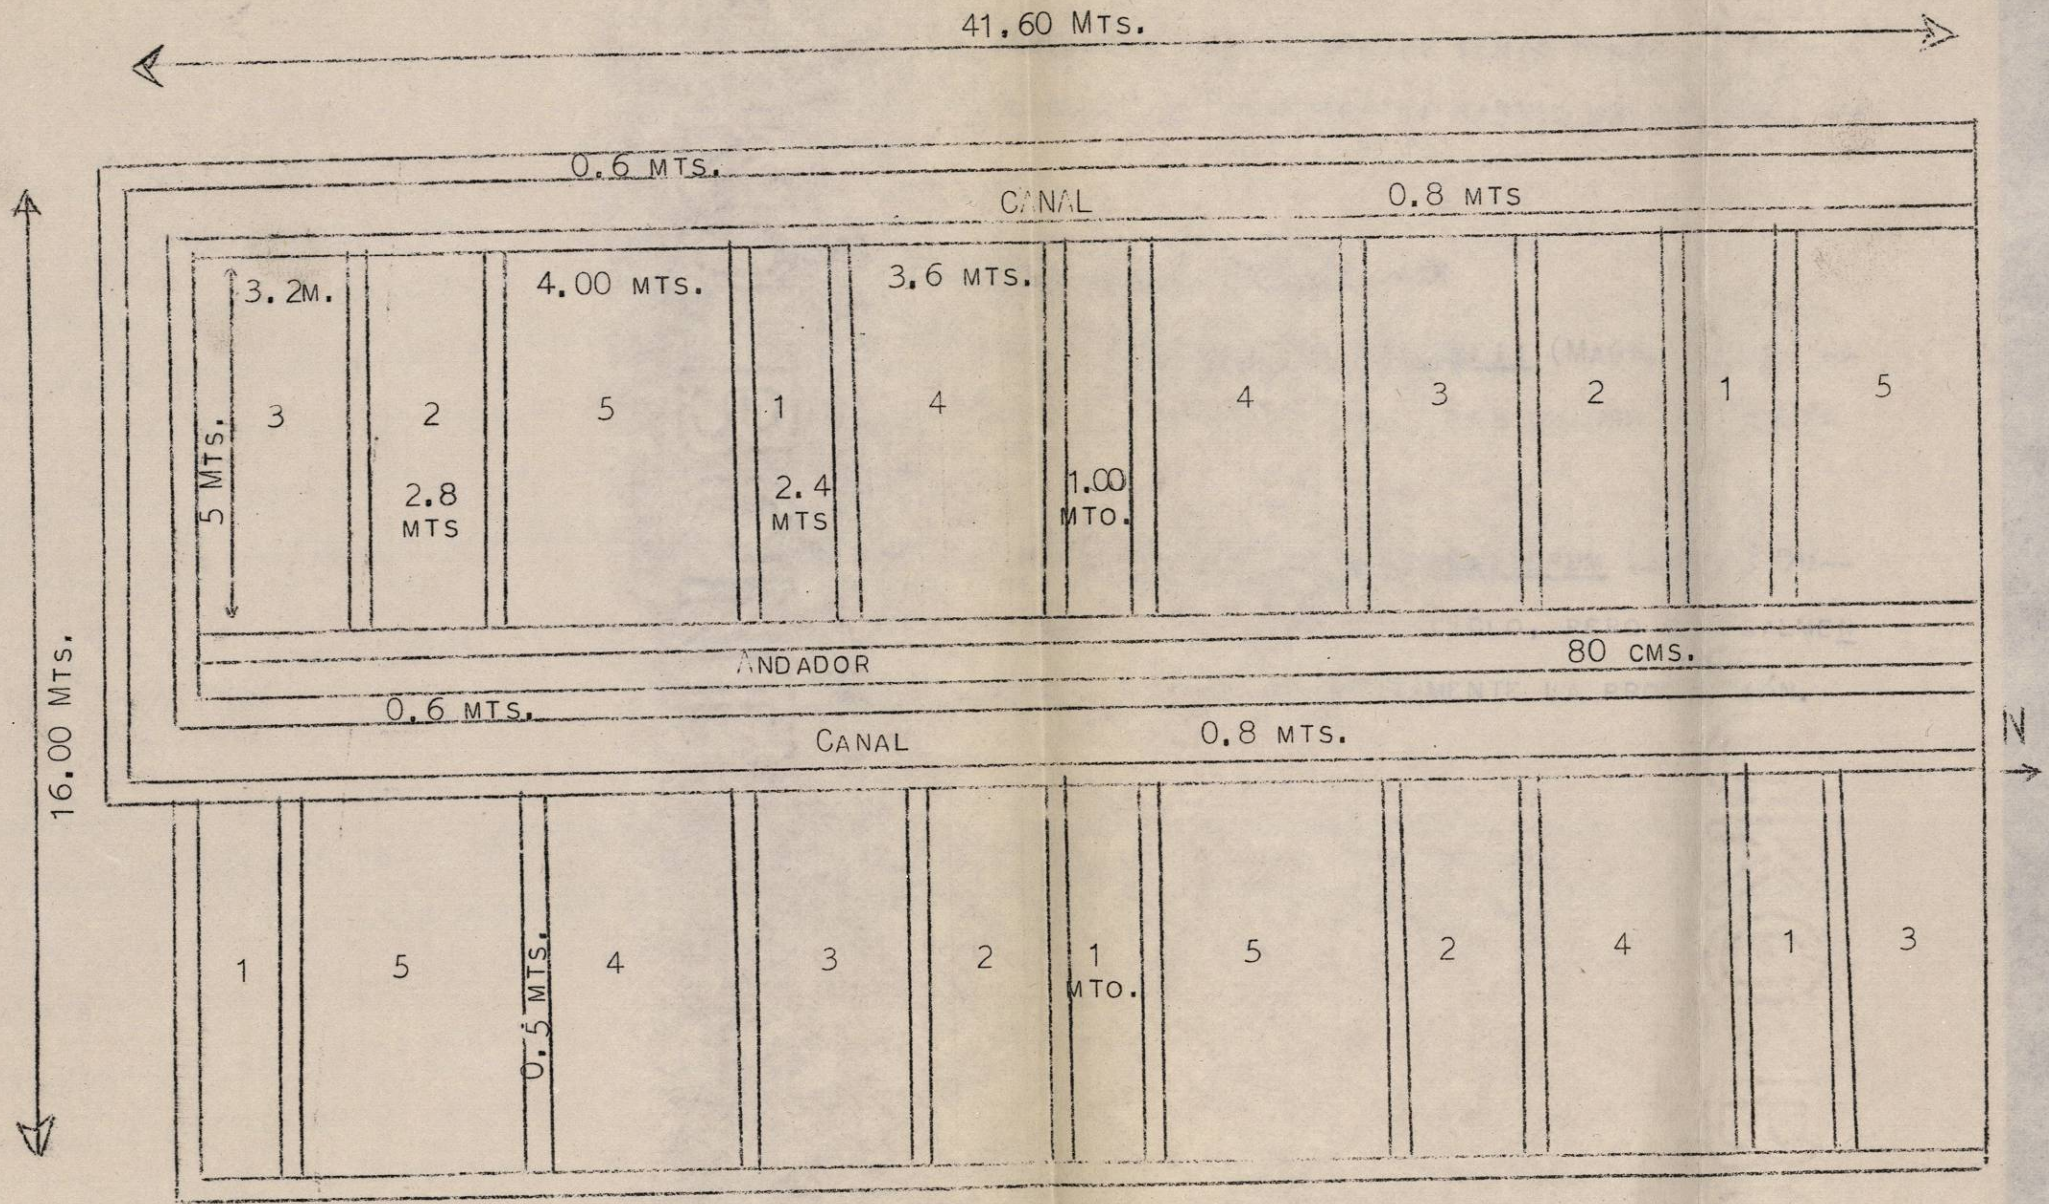 41.60 MTS.
0.6 MTS.
CANAL 0.8 MTS
3.2M. 4.00 MTS. 3.6 MTS.
5 MTS.
3 2 5 1 4 4 3 2 1 5
2.8
MTS
2.4
MTS
1.00
MTO.
16.00 MTS.
ANDADOR 80 CMS.
0.6 MTS.
CANAL 0.8 MTS.
N
1 5 4 3 2 1 5 2 4 1 3
MTO.
0.5 MTS.